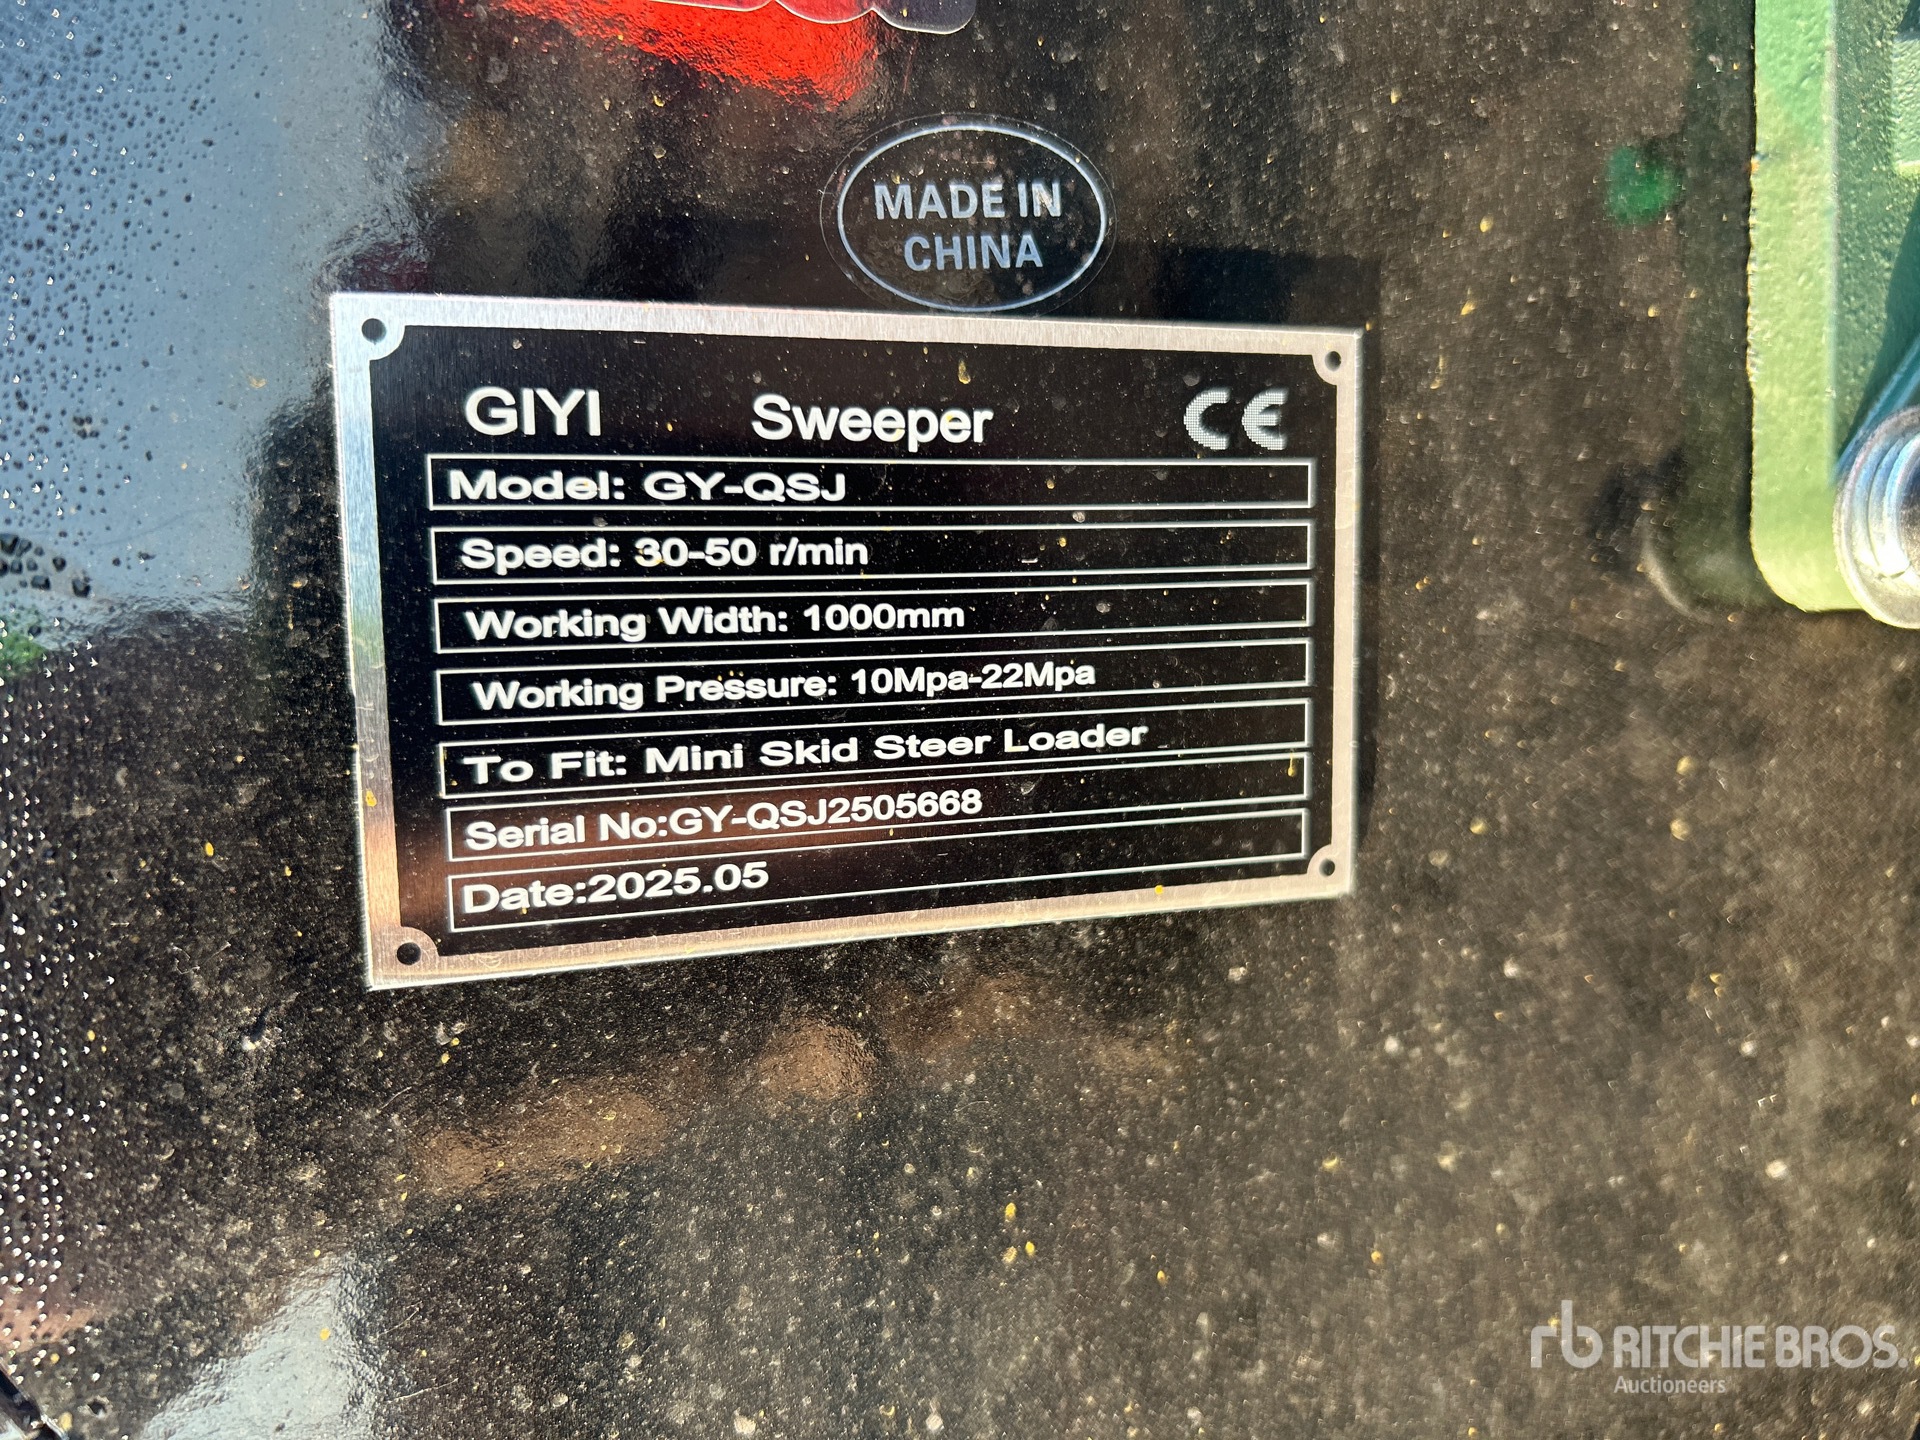 MADE IN
CHINA
GIYI Sweeper CE
Model: GY-QSJ
Speed: 30-50 r/min
Working Width: 1000mm
Working Pressure: 10Mpa-22Mpa
To Fit: Mini Skid Steer Loader
Serial No:GY-QSJ2505668
Date:2025.05
rb RITCHIE BROS.
Auctioneers